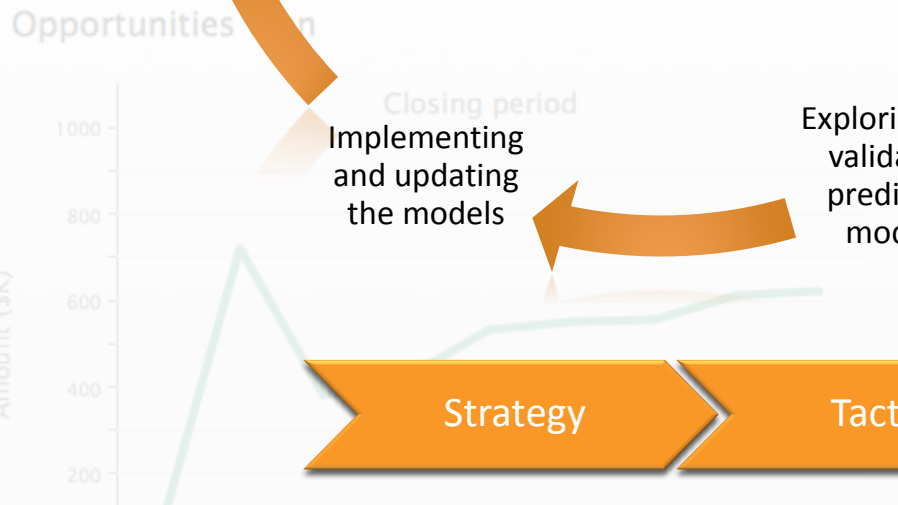 Opportunities
Closing period
1000
Implementing
and updating
the models
800
600
Amount ($K)
400
Strategy
200